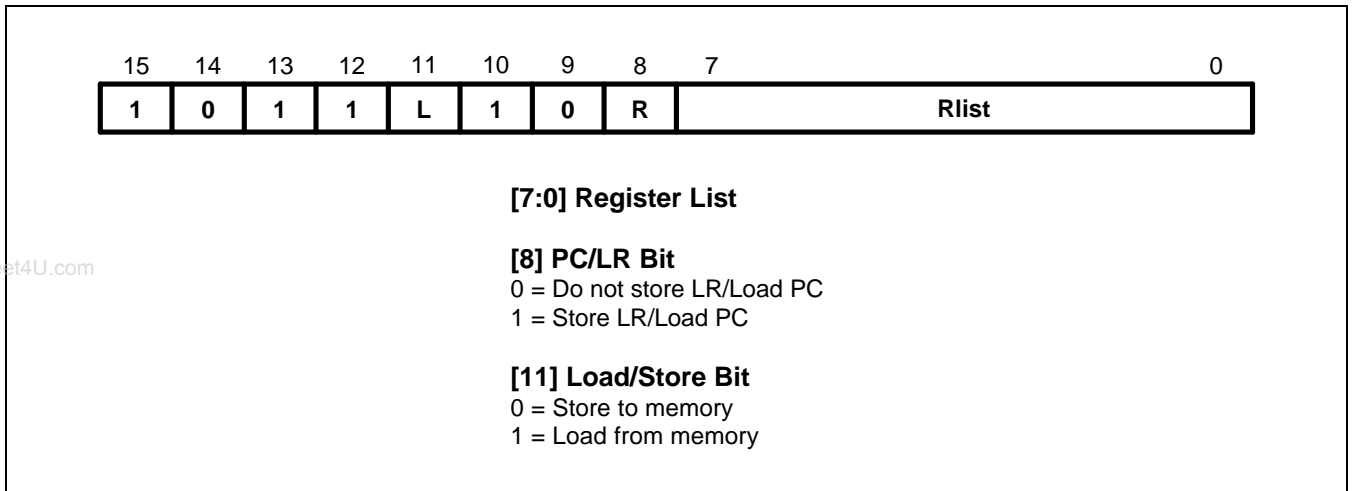 15 14 13 12 11 10 9 8 7 0
1 0 1 1 L 1 0 R Rlist
[7:0] Register List
[8] PC/LR Bit
et4U.com
0 = Do not store LR/Load PC
1 = Store LR/Load PC
[11] Load/Store Bit
0 = Store to memory
1 = Load from memory